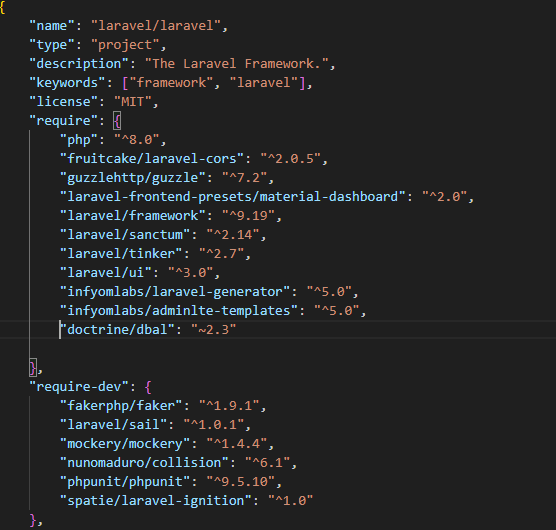 {
"name": "laravel/laravel",
"type": "project",
"description": "The Laravel Framework.",
"keywords": ["framework", "laravel"],
"license": "MIT",
"require": {
"php": "^8.0",
"fruitcake/laravel-cors": "^2.0.5",
"guzzlehttp/guzzle": "^7.2",
"laravel-frontend-presets/material-dashboard": "^2.0",
"laravel/framework": "^9.19",
"laravel/sanctum": "^2.14",
"laravel/tinker": "^2.7",
"laravel/ui": "^3.0",
"infyomlabs/laravel-generator": "^5.0",
"infyomlabs/adminlte-templates": "^5.0",
"doctrine/dbal": "~2.3"
},
"require-dev": {
"fakerphp/faker": "^1.9.1",
"laravel/sail": "^1.0.1",
"mockery/mockery": "^1.4.4",
"nunomaduro/collision": "^6.1",
"phpunit/phpunit": "^9.5.10",
"spatie/laravel-ignition": "^1.0"
},